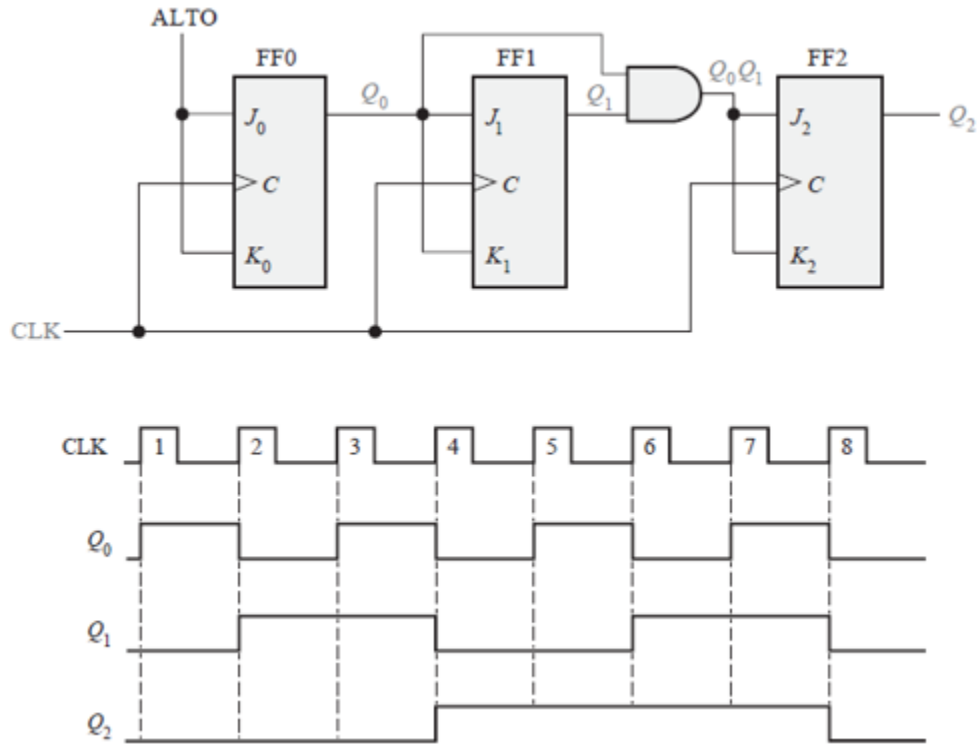 ALTO
FF0 FF1 FF2
Q0 Q1 Q0Q1
J0 J1 J2 Q2
C C C
K0 K1 K2
CLK
CLK 1 2 3 4 5 6 7 8
Q0
Q1
Q2